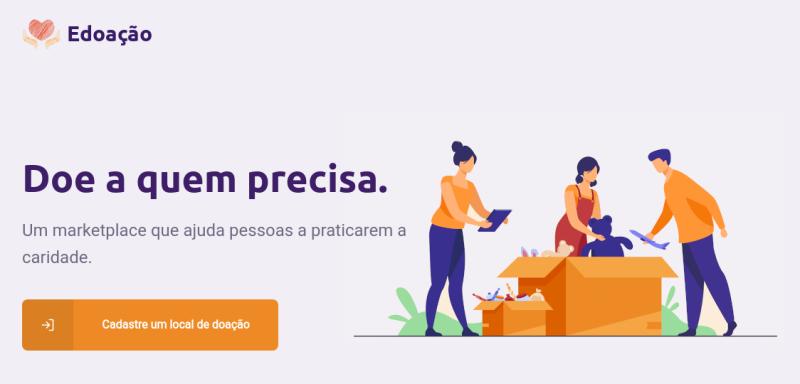 Edoação
Doe a quem precisa.
Um marketplace que ajuda pessoas a praticarem a
caridade.
Cadastre um local de doação